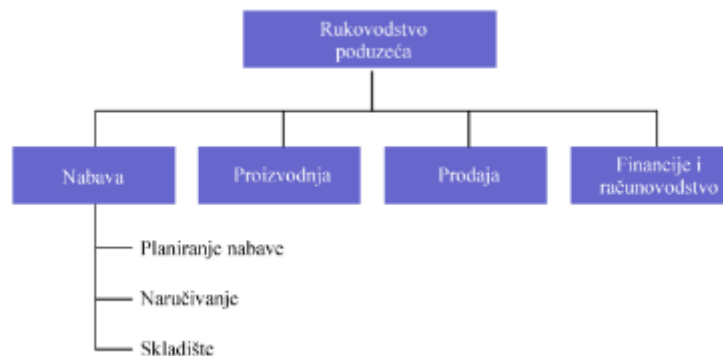 Rukovodstvo
poduzeća
Nabava
Proizvodnja
Prodaja
Financije i
računovodstvo
Planiranje nabave
Naručivanje
Skladište